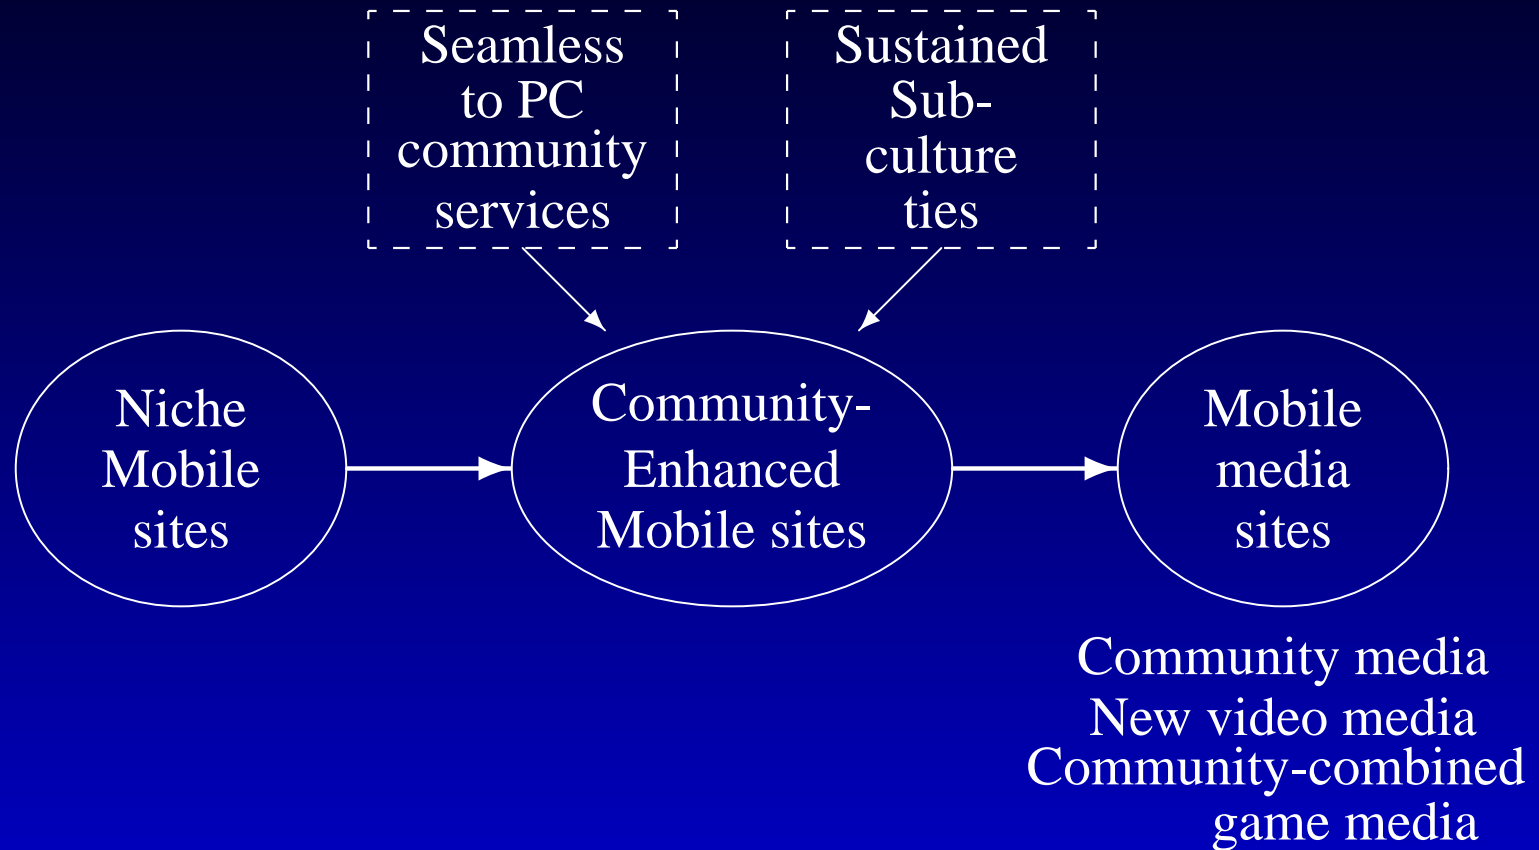 Seamless
to PC
community
services
Sustained
Sub-
culture
ties
Niche
Mobile
sites
Community-
Enhanced
Mobile sites
Mobile
media
sites
Community media
New video media
Community-combined
game media